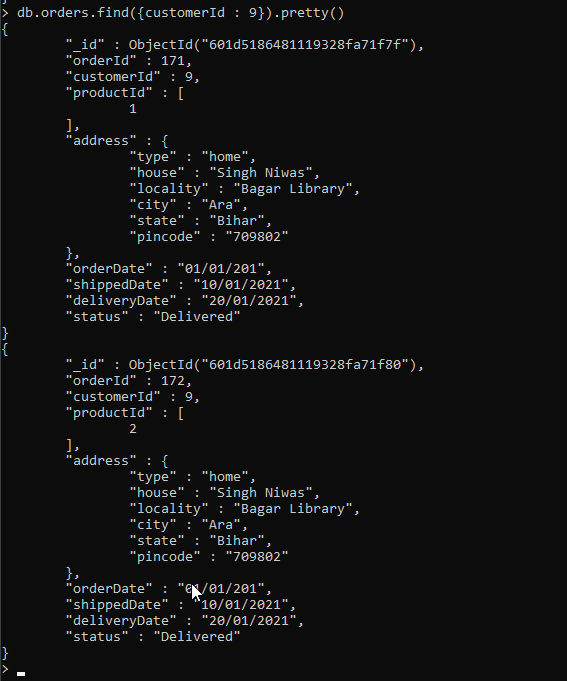 > db.orders.find({customerId : 9}).pretty()
{
"_id" : ObjectId("601d5186481119328fa71f7f"),
"orderId" : 171,
"customerId" : 9,
"productId" : [
1
],
"address" : {
"type" : "home",
"house" : "Singh Niwas",
"locality" : "Bagar Library",
"city" : "Ara",
"state" : "Bihar",
"pincode" : "709802"
},
"orderDate" : "01/01/201",
"shippedDate" : "10/01/2021",
"deliveryDate" : "20/01/2021",
"status" : "Delivered"
}
{
"_id" : ObjectId("601d5186481119328fa71f80"),
"orderId" : 172,
"customerId" : 9,
"productId" : [
2
],
"address" : {
"type" : "home",
"house" : "Singh Niwas",
"locality" : "Bagar Library",
"city" : "Ara",
"state" : "Bihar",
"pincode" : "709802"
},
"orderDate" : "01/01/201",
"shippedDate" : "10/01/2021",
"deliveryDate" : "20/01/2021",
"status" : "Delivered"
}
>